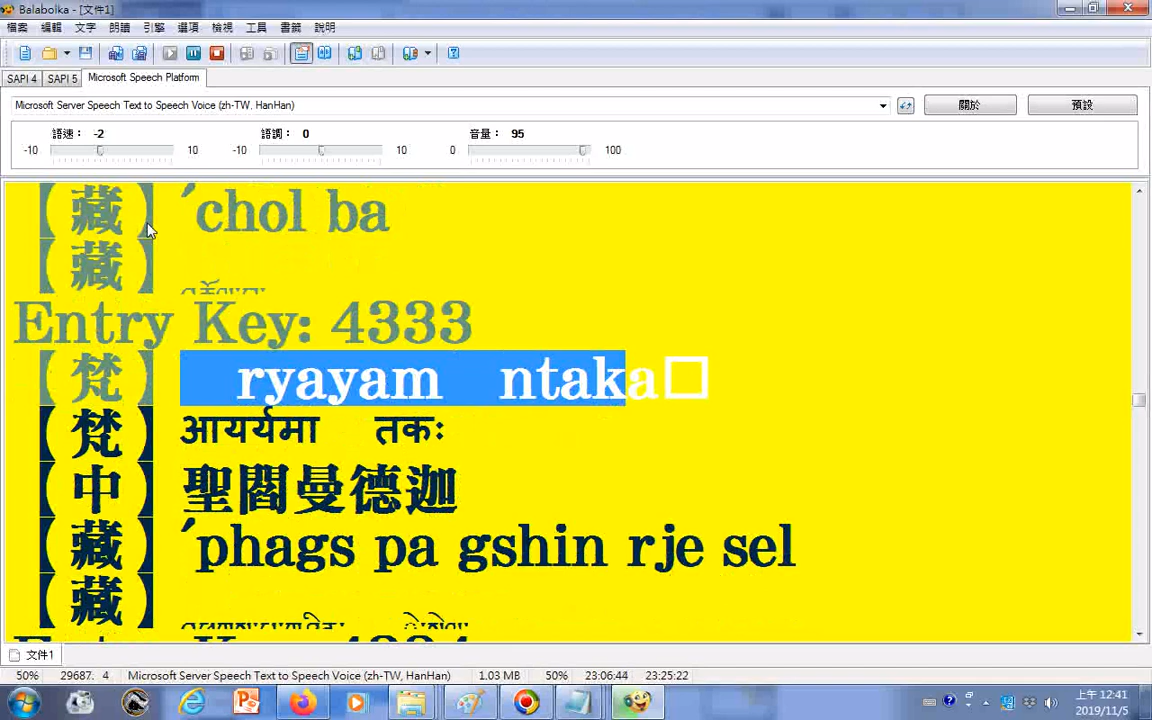 Balabolka - [文件1]
檔案 編輯 文字 朗讀 引擎 選項 檢視 工具 書籤 說明
SAPI 4 SAPI 5 Microsoft Speech Platform
Microsoft Server Speech Text to Speech Voice (zh-TW, HanHan) 關於 預設
語速： -2 語調： 0 音量： 95
-10 10 -10 10 0 100
【藏】 ′chol ba
【藏】
Entry Key: 4333
【梵】 ryayam ntaka□
【梵】 आयर्यमा तकः
【中】 聖閻曼德迦
【藏】 ′phags pa gshin rje sel
【藏】
文件1
50% 29687. 4 Microsoft Server Speech Text to Speech Voice (zh-TW, HanHan) 1.03 MB 50% 23:06:44 23:25:22
上午 12:41
2019/11/5